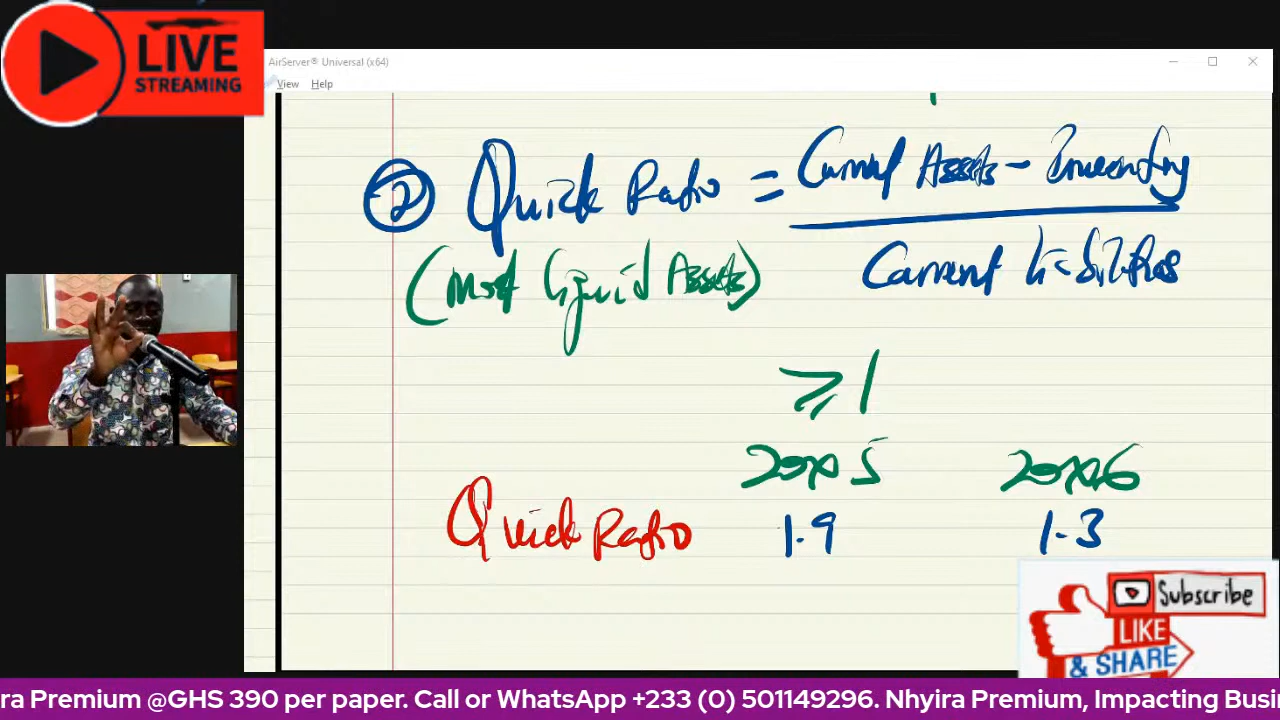 LIVE
STREAMING
AirServer® Universal (x64)
View Help
② Quick Ratio = Current Assets - Inventory
Current Liabilities
(Most Liquid Assets)
≥1
20X5 20X6
Quick Ratio 1.9 1.3
Subscribe
LIKE
& SHARE
ra Premium @GHS 390 per paper. Call or WhatsApp +233 (0) 501149296. Nhyira Premium, Impacting Busi